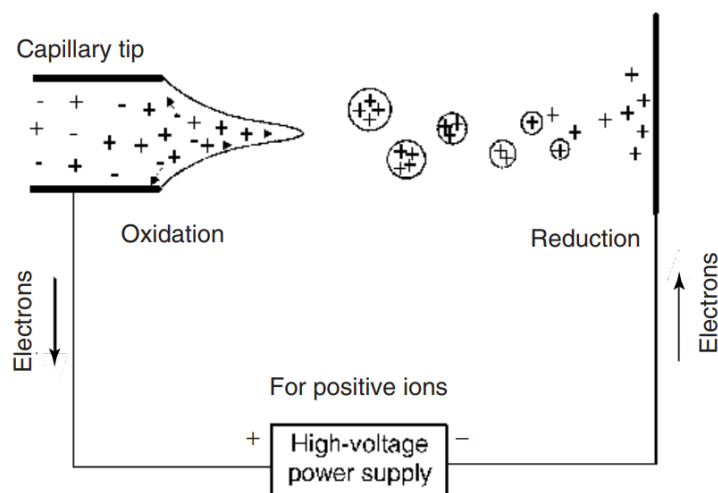 Capillary tip
Oxidation
Reduction
Electrons
Electrons
For positive ions
+ High-voltage −
power supply